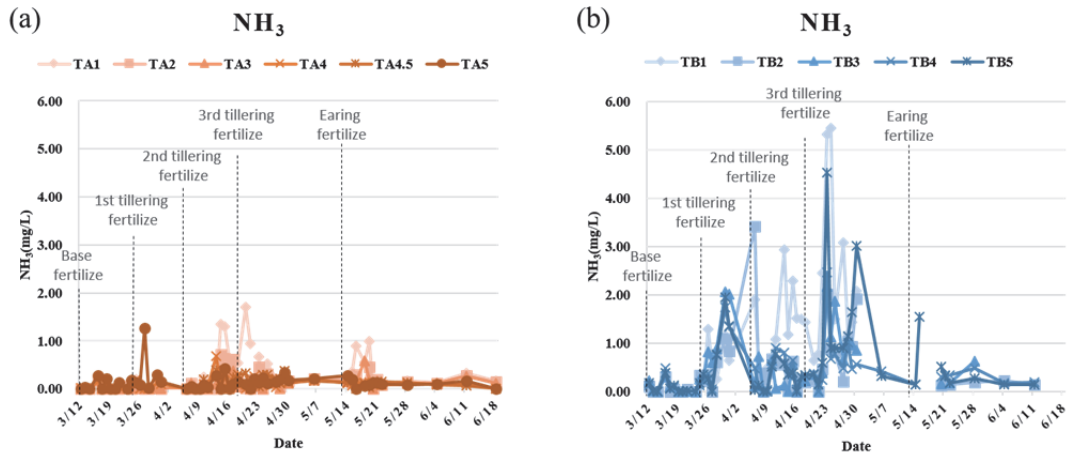 (a)
NH3
TA1 TA2 TA3 TA4 TA4.5 TA5
6.00
5.00
4.00
3.00
2.00
1.00
0.00
NH3(mg/L)
Base
fertilize
1st tillering
fertilize
2nd tillering
fertilize
3rd tillering
fertilize
Earing
fertilize
3/12 3/19 3/26 4/2 4/9 4/16 4/23 4/30 5/7 5/14 5/21 5/28 6/4 6/11 6/18
Date
(b)
NH3
TB1 TB2 TB3 TB4 TB5
6.00
5.00
4.00
3.00
2.00
1.00
0.00
NH3(mg/L)
Base
fertilize
1st tillering
fertilize
2nd tillering
fertilize
3rd tillering
fertilize
Earing
fertilize
3/12 3/19 3/26 4/2 4/9 4/16 4/23 4/30 5/7 5/14 5/21 5/28 6/4 6/11 6/18
Date